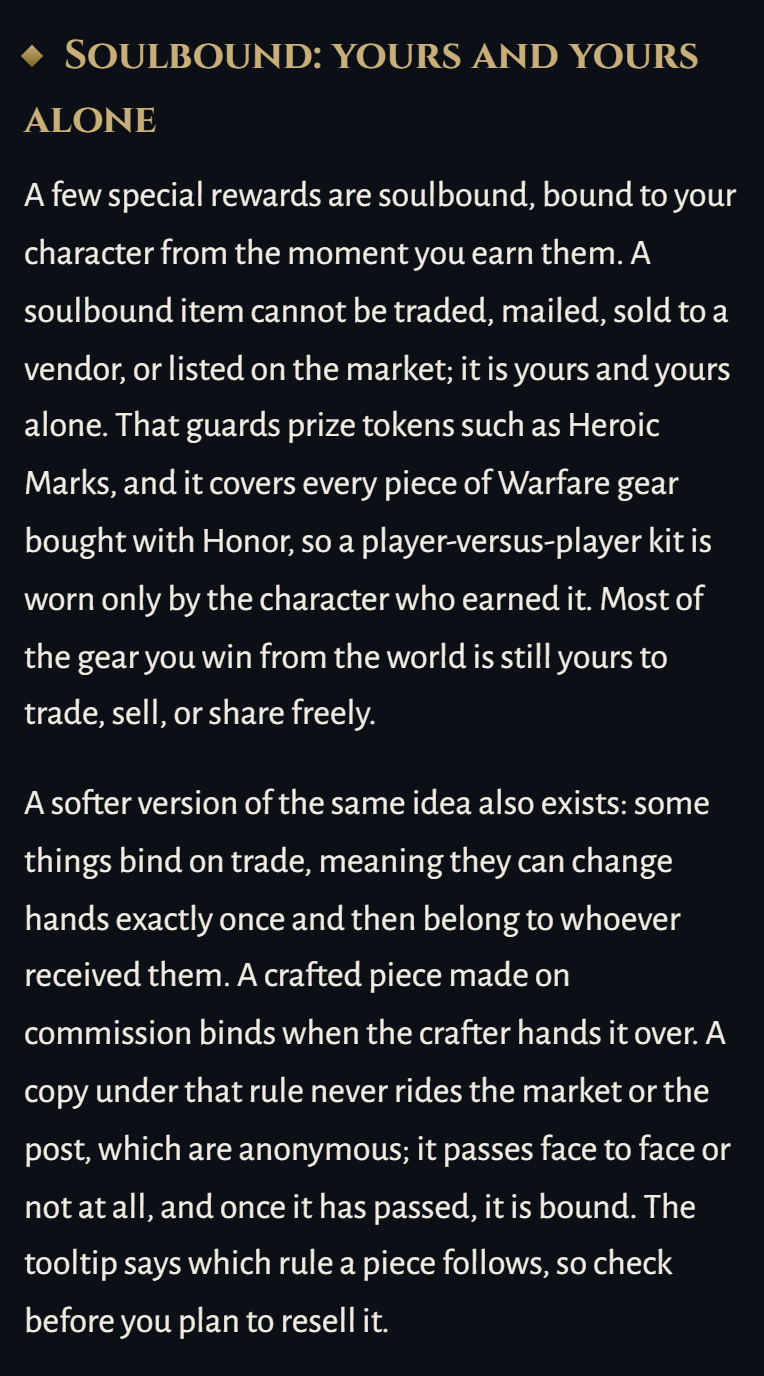 Soulbound: yours and yours
alone
A few special rewards are soulbound, bound to your
character from the moment you earn them. A
soulbound item cannot be traded, mailed, sold to a
vendor, or listed on the market; it is yours and yours
alone. That guards prize tokens such as Heroic
Marks, and it covers every piece of Warfare gear
bought with Honor, so a player-versus-player kit is
worn only by the character who earned it. Most of
the gear you win from the world is still yours to
trade, sell, or share freely.
A softer version of the same idea also exists: some
things bind on trade, meaning they can change
hands exactly once and then belong to whoever
received them. A crafted piece made on
commission binds when the crafter hands it over. A
copy under that rule never rides the market or the
post, which are anonymous; it passes face to face or
not at all, and once it has passed, it is bound. The
tooltip says which rule a piece follows, so check
before you plan to resell it.